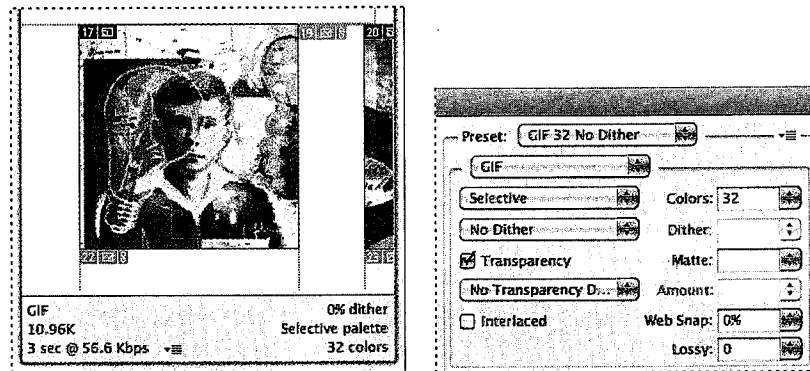 17
19
20
22
23
GIF
0% dither
10.96K
Selective palette
3 sec @ 56.6 Kbps
32 colors
Preset: GIF 32 No Dither
GIF
Selective
Colors: 32
No Dither
Dither:
Transparency
Matte:
No Transparency D...
Amount:
Interlaced
Web Snap: 0%
Lossy: 0